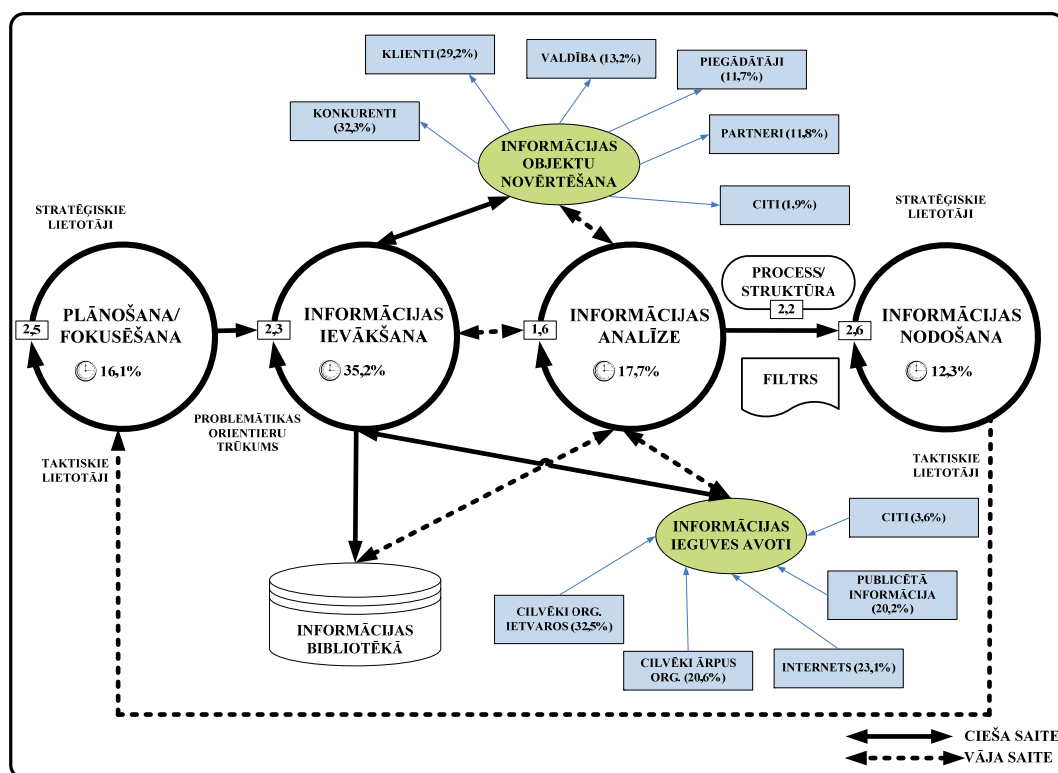 KLIENTI (29,2%)
VALDĪBA (13,2%)
PIEGĀDĀTĀJI
(11,7%)
KONKURENTI
(32,3%)
INFORMĀCIJAS
OBJEKTU
NOVĒRTĒŠANA
PARTNERI (11,8%)
CITI (1,9%)
STRATĒĢISKIE
LIETOTĀJI
STRATĒĢISKIE
LIETOTĀJI
2,5
PLĀNOŠANA/
FOKUSĒŠANA
16,1%
2,3
INFORMĀCIJAS
IEVĀKŠANA
35,2%
1,6
INFORMĀCIJAS
ANALĪZE
17,7%
PROCESS/
STRUKTŪRA
2,2
FILTRS
2,6
INFORMĀCIJAS
NODOŠANA
12,3%
PROBLEMĀTIKAS
ORIENTIERU
TRŪKUMS
TAKTISKIE
LIETOTĀJI
TAKTISKIE
LIETOTĀJI
INFORMĀCIJAS
IEGUVES AVOTI
CITI (3,6%)
PUBLICĒTĀ
INFORMĀCIJA
(20,2%)
CILVĒKI ORG.
IETVAROS (32,5%)
INFORMĀCIJAS
BIBLIOTĒKĀ
CILVĒKI ĀRPUS
ORG. (20,6%)
INTERNETS (23,1%)
CIEŠA SAITE
VĀJA SAITE